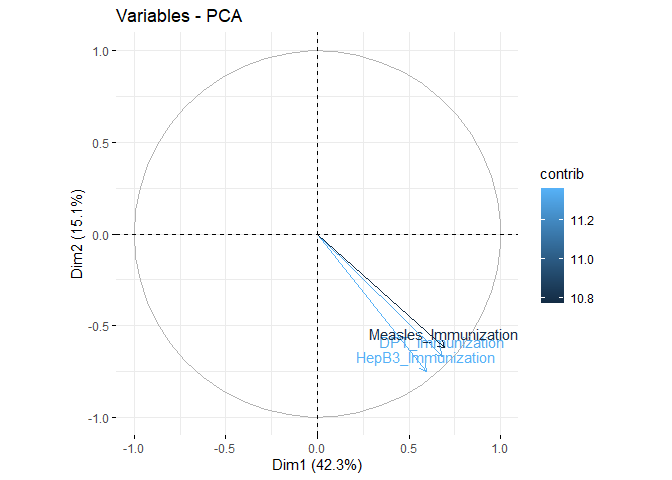 Variables - PCA
1.0
0.5
0.0
-0.5
-1.0
Dim2 (15.1%)
Measles_Immunization
DPT_Immunization
HepB3_Immunization
-1.0
-0.5
0.0
0.5
1.0
Dim1 (42.3%)
contrib
11.2
11.0
10.8